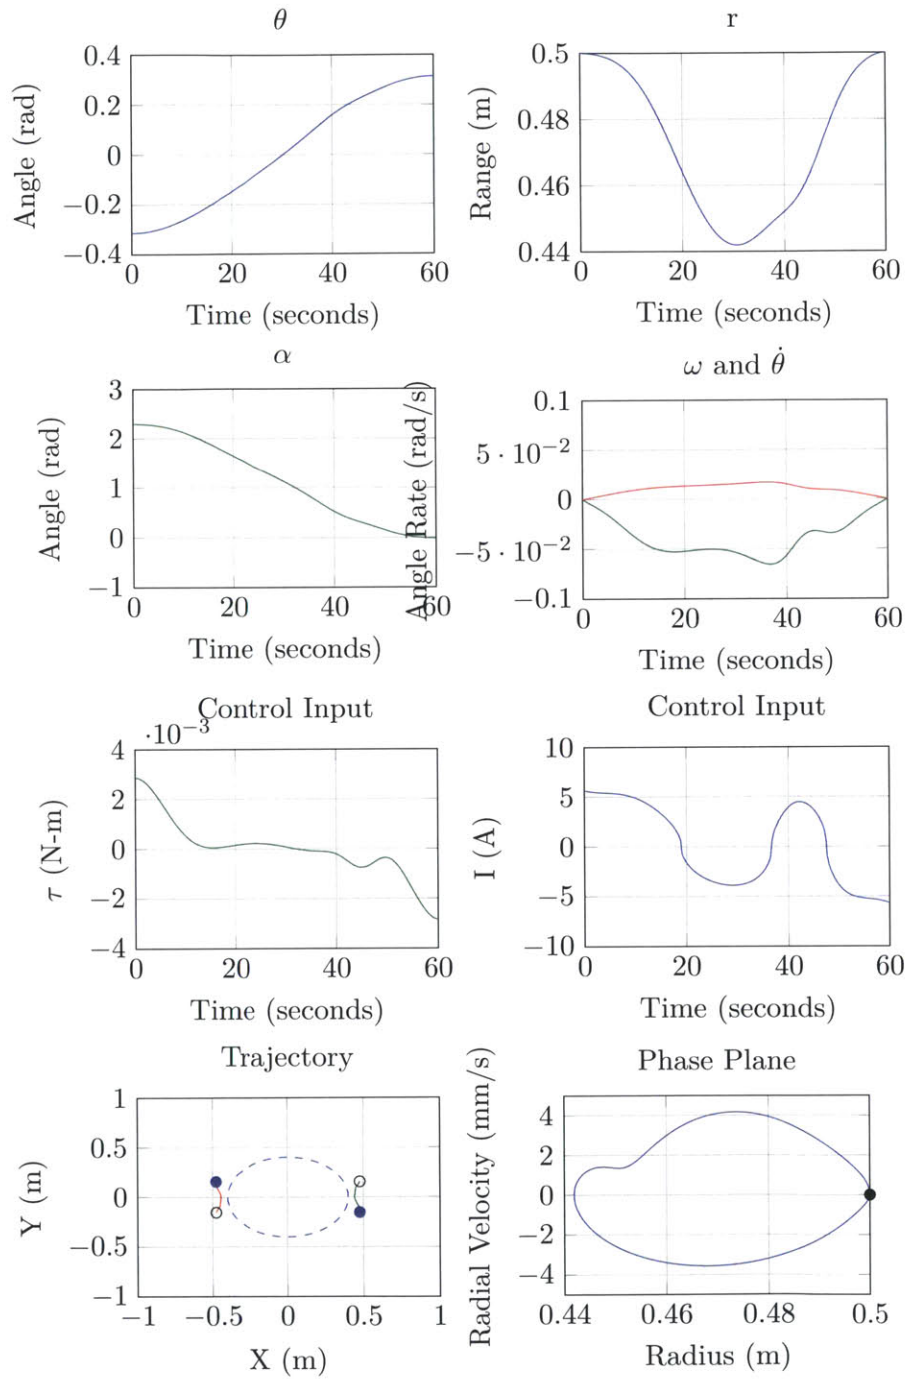 θ
Angle (rad)
0.4
0.2
0
−0.2
−0.4
0 20 40 60
Time (seconds)
r
Range (m)
0.5
0.48
0.46
0.44
0 20 40 60
Time (seconds)
α
Angle (rad)
3
2
1
0
−1
0 20 40 60
Time (seconds)
ω and θ̇
Angle Rate (rad/s)
0.1
5 · 10⁻²
0
−5 · 10⁻²
−0.1
0 20 40 60
Time (seconds)
Control Input
·10⁻³
τ (N-m)
4
2
0
−2
−4
0 20 40 60
Time (seconds)
Control Input
I (A)
10
5
0
−5
−10
0 20 40 60
Time (seconds)
Trajectory
Y (m)
1
0.5
0
−0.5
−1
−1 −0.5 0 0.5 1
X (m)
Phase Plane
Radial Velocity (mm/s)
4
2
0
−2
−4
0.44 0.46 0.48 0.5
Radius (m)